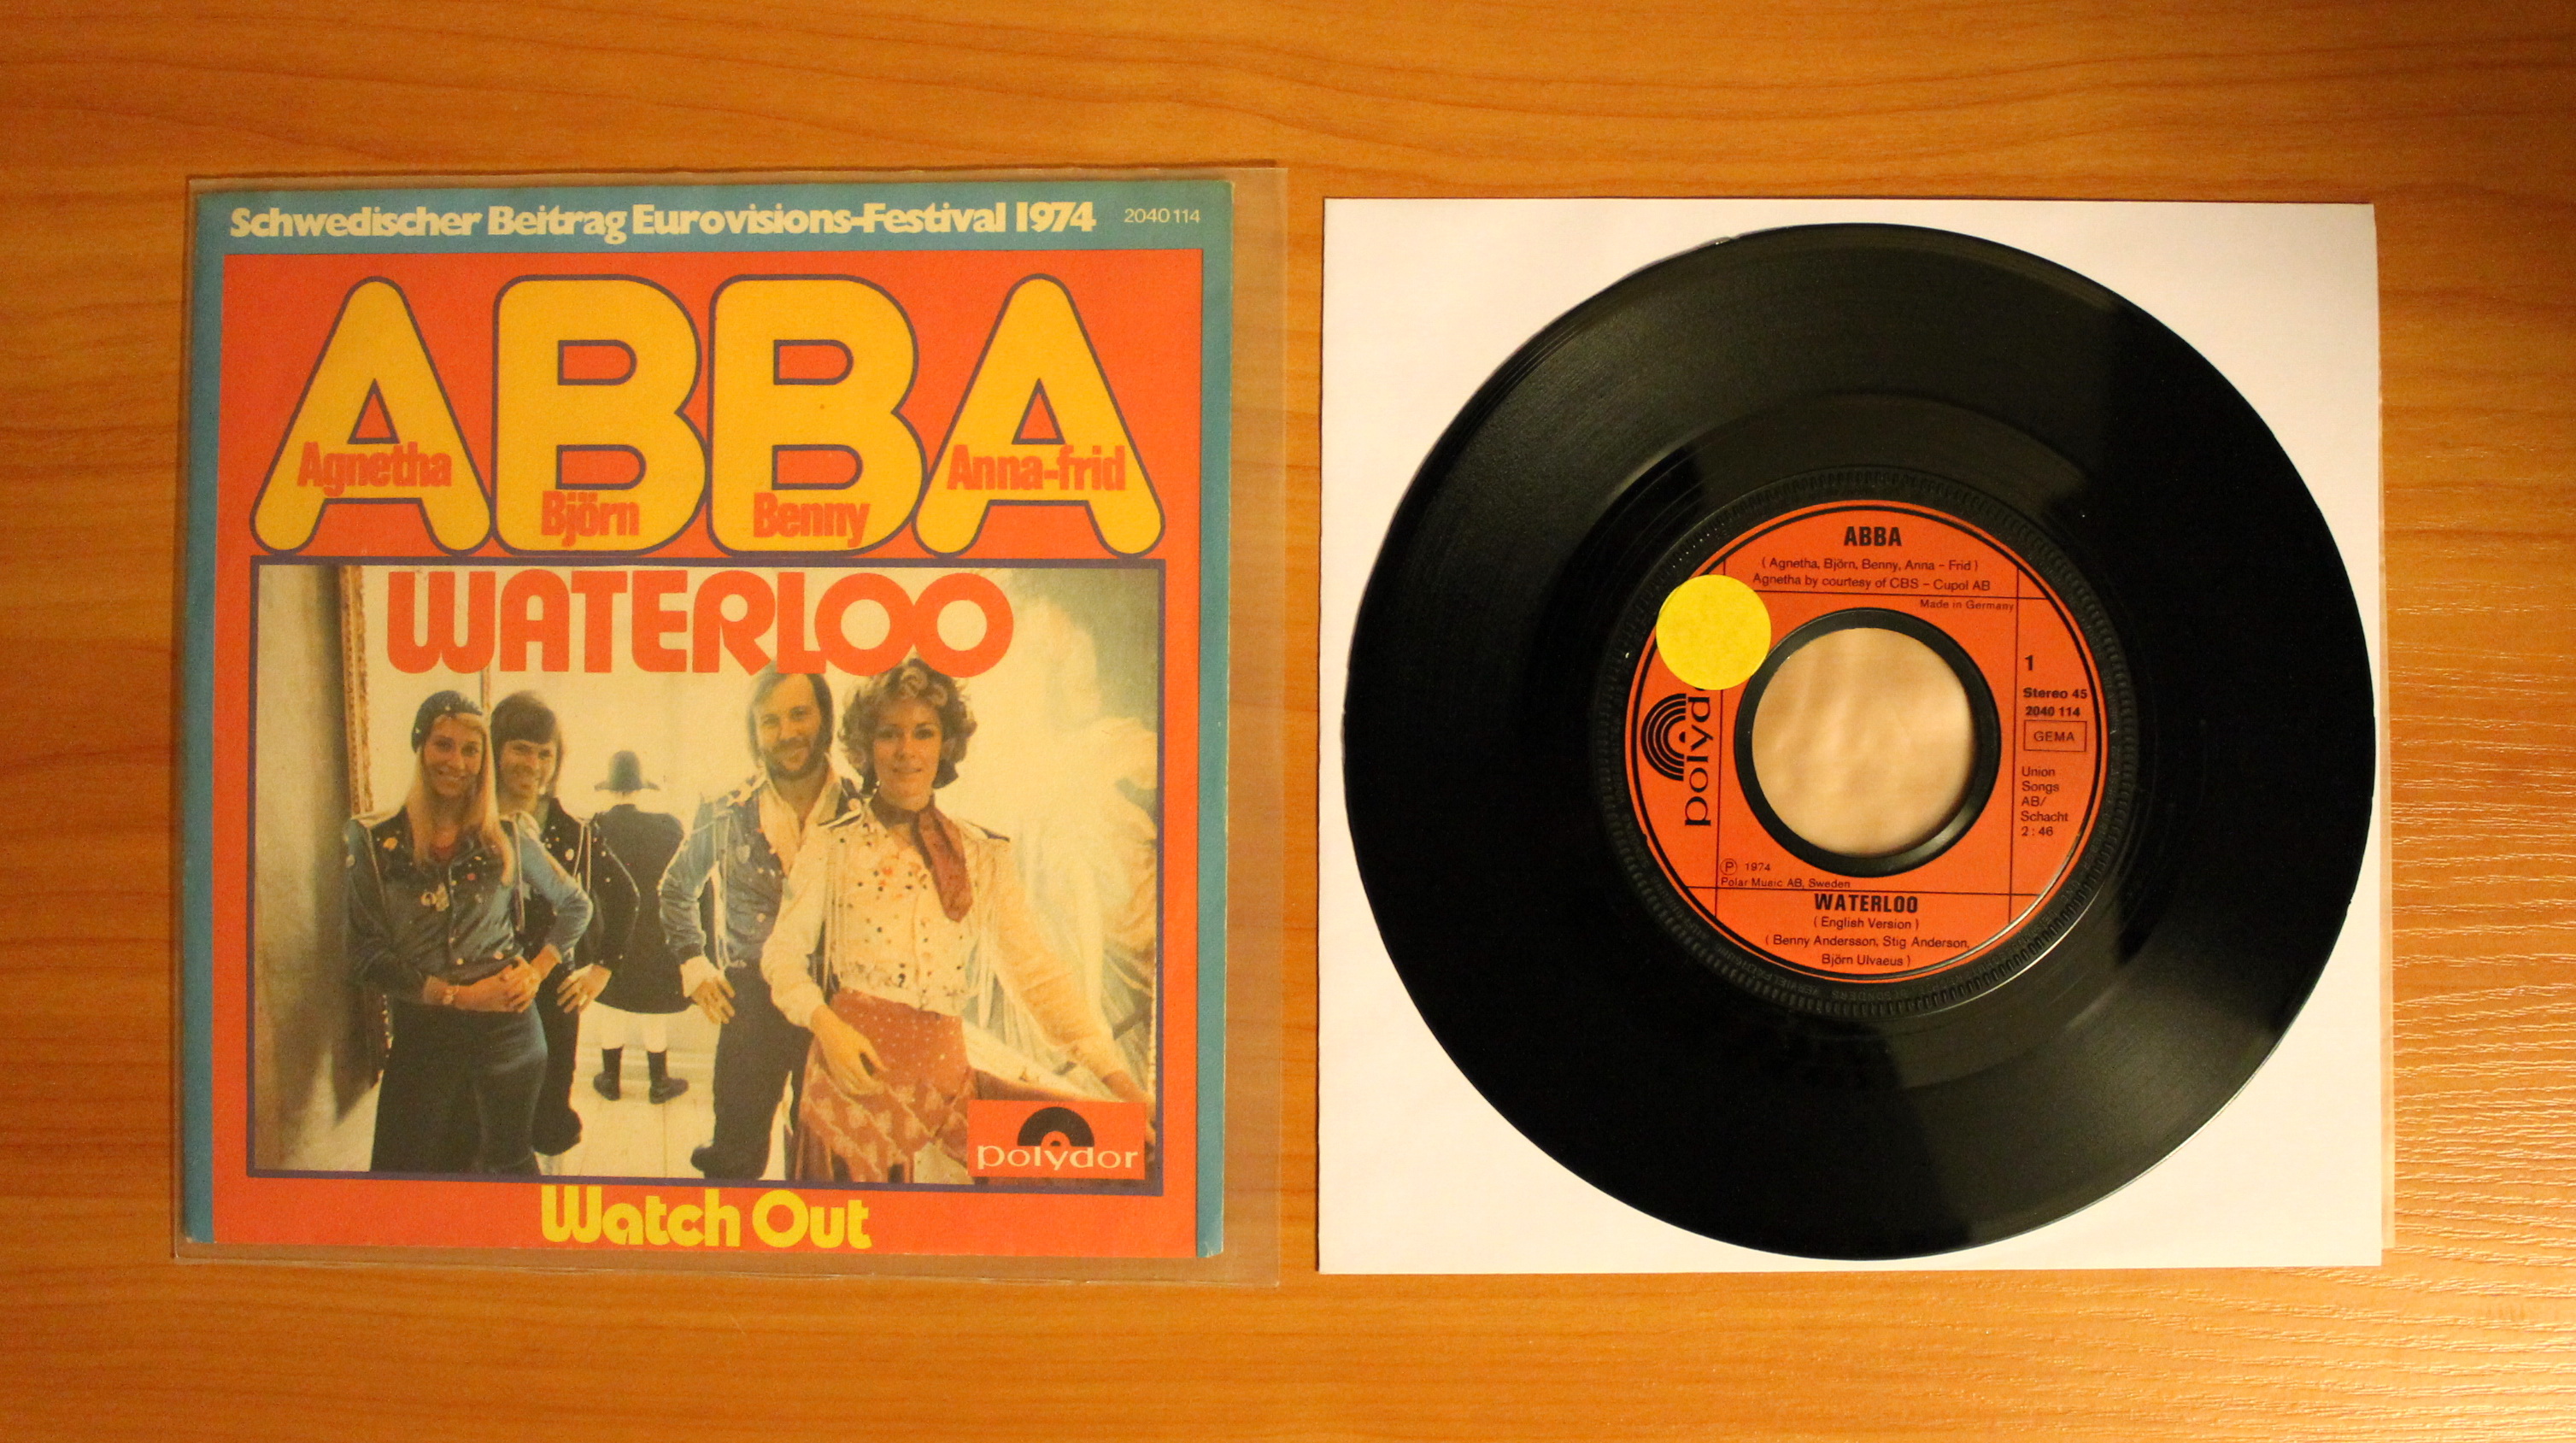 Schwedischer Beitrag Eurovisions-Festival 1974 2040 114
ABBA
Agnetha Björn Benny Anna-frid
WATERLOO
polydor
Watch Out
ABBA
( Agnetha, Björn, Benny, Anna - Frid )
Agnetha by courtesy of CBS - Cupol AB
Made in Germany
polyd
1
Stereo 45
2040 114
GEMA
Union
Songs
AB/
Schacht
2 : 46
Ⓟ 1974
Polar Music AB, Sweden
WATERLOO
( English Version )
( Benny Andersson, Stig Anderson,
Björn Ulvaeus )